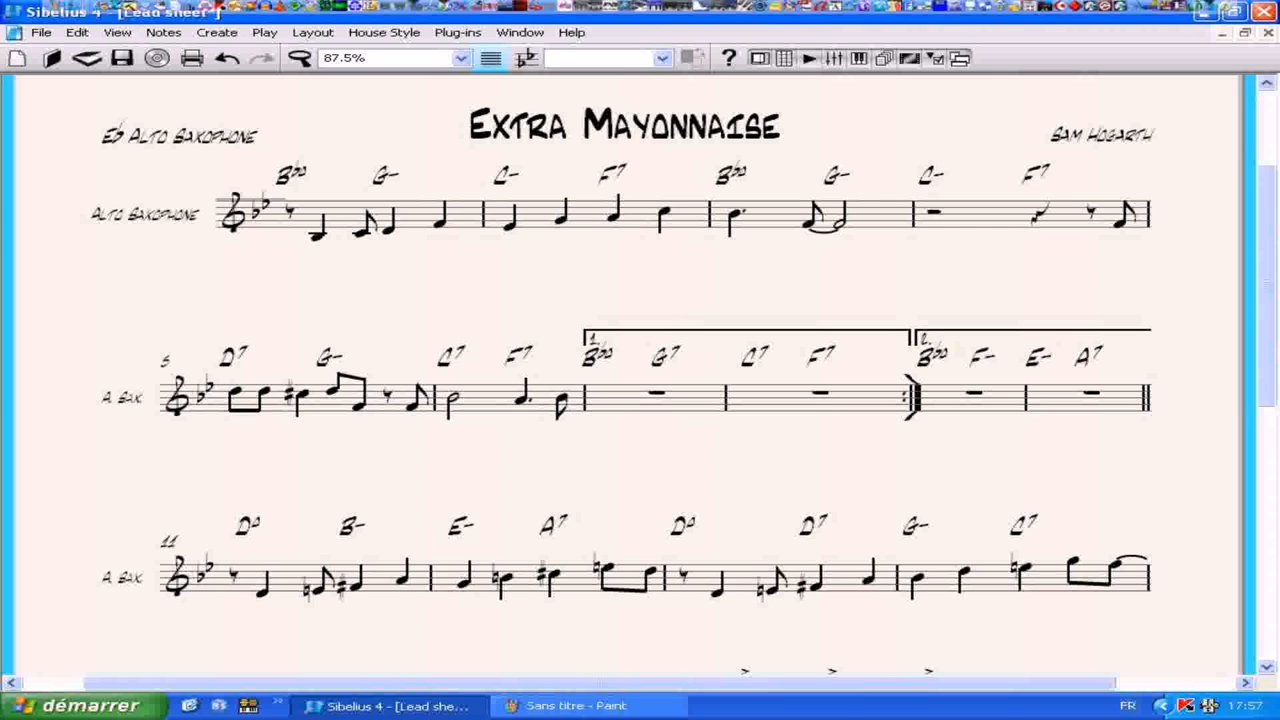 Sibelius 4 - [Lead sheet ]
File Edit View Notes Create Play Layout House Style Plug-ins Window Help
87.5%
EXTRA MAYONNAISE
E♭ ALTO SAXOPHONE
SAM HOGARTH
B♭Δ G- C- F7 B♭Δ G- C- F7
ALTO SAXOPHONE
1. 2.
5 D7 G- C7 F7 B♭Δ G7 C7 F7 B♭Δ F- E- A7
A. SAX
11 DΔ B- E- A7 DΔ D7 G- C7
A. SAX
démarrer Sibelius 4 - [Lead she... Sans titre - Paint FR 17:57